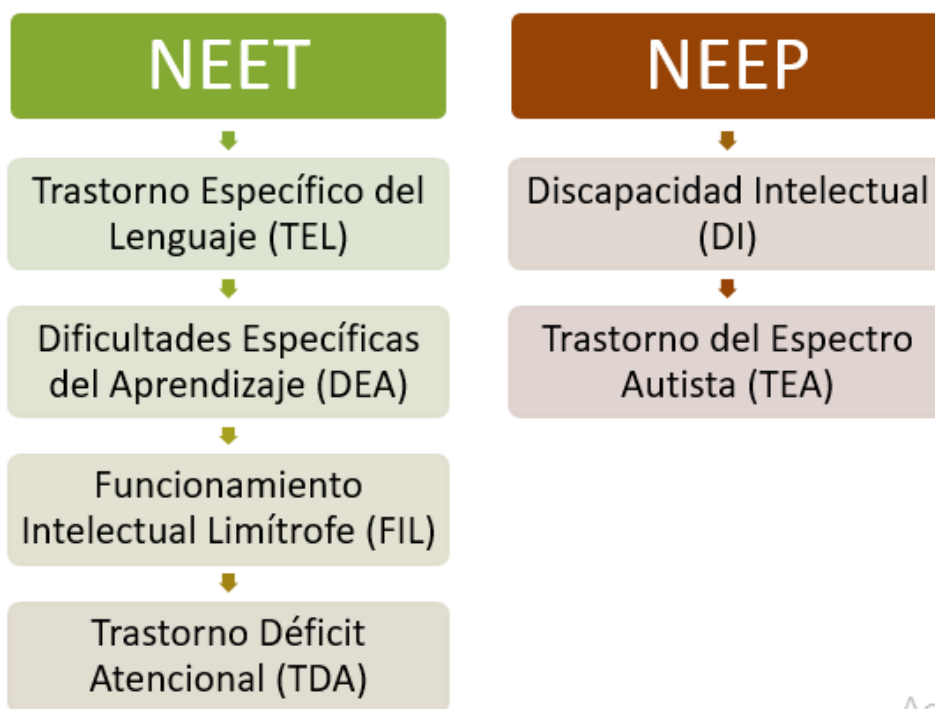 NEET
Trastorno Específico del
Lenguaje (TEL)
Dificultades Específicas
del Aprendizaje (DEA)
Funcionamiento
Intelectual Limítrofe (FIL)
Trastorno Déficit
Atencional (TDA)
NEEP
Discapacidad Intelectual
(DI)
Trastorno del Espectro
Autista (TEA)